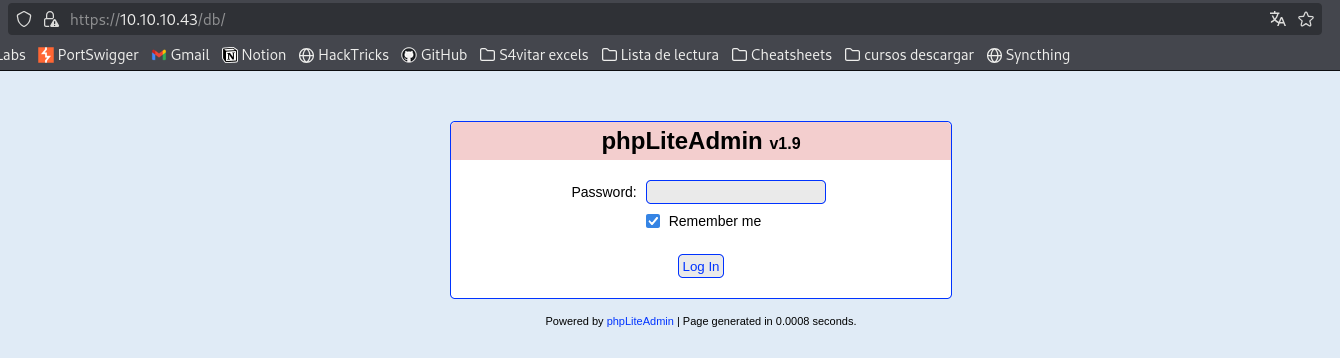 https://10.10.10.43/db/
Labs PortSwigger Gmail Notion HackTricks GitHub S4vitar excels Lista de lectura Cheatsheets cursos descargar Syncthing
phpLiteAdmin v1.9
Password:
Remember me
Log In
Powered by phpLiteAdmin | Page generated in 0.0008 seconds.